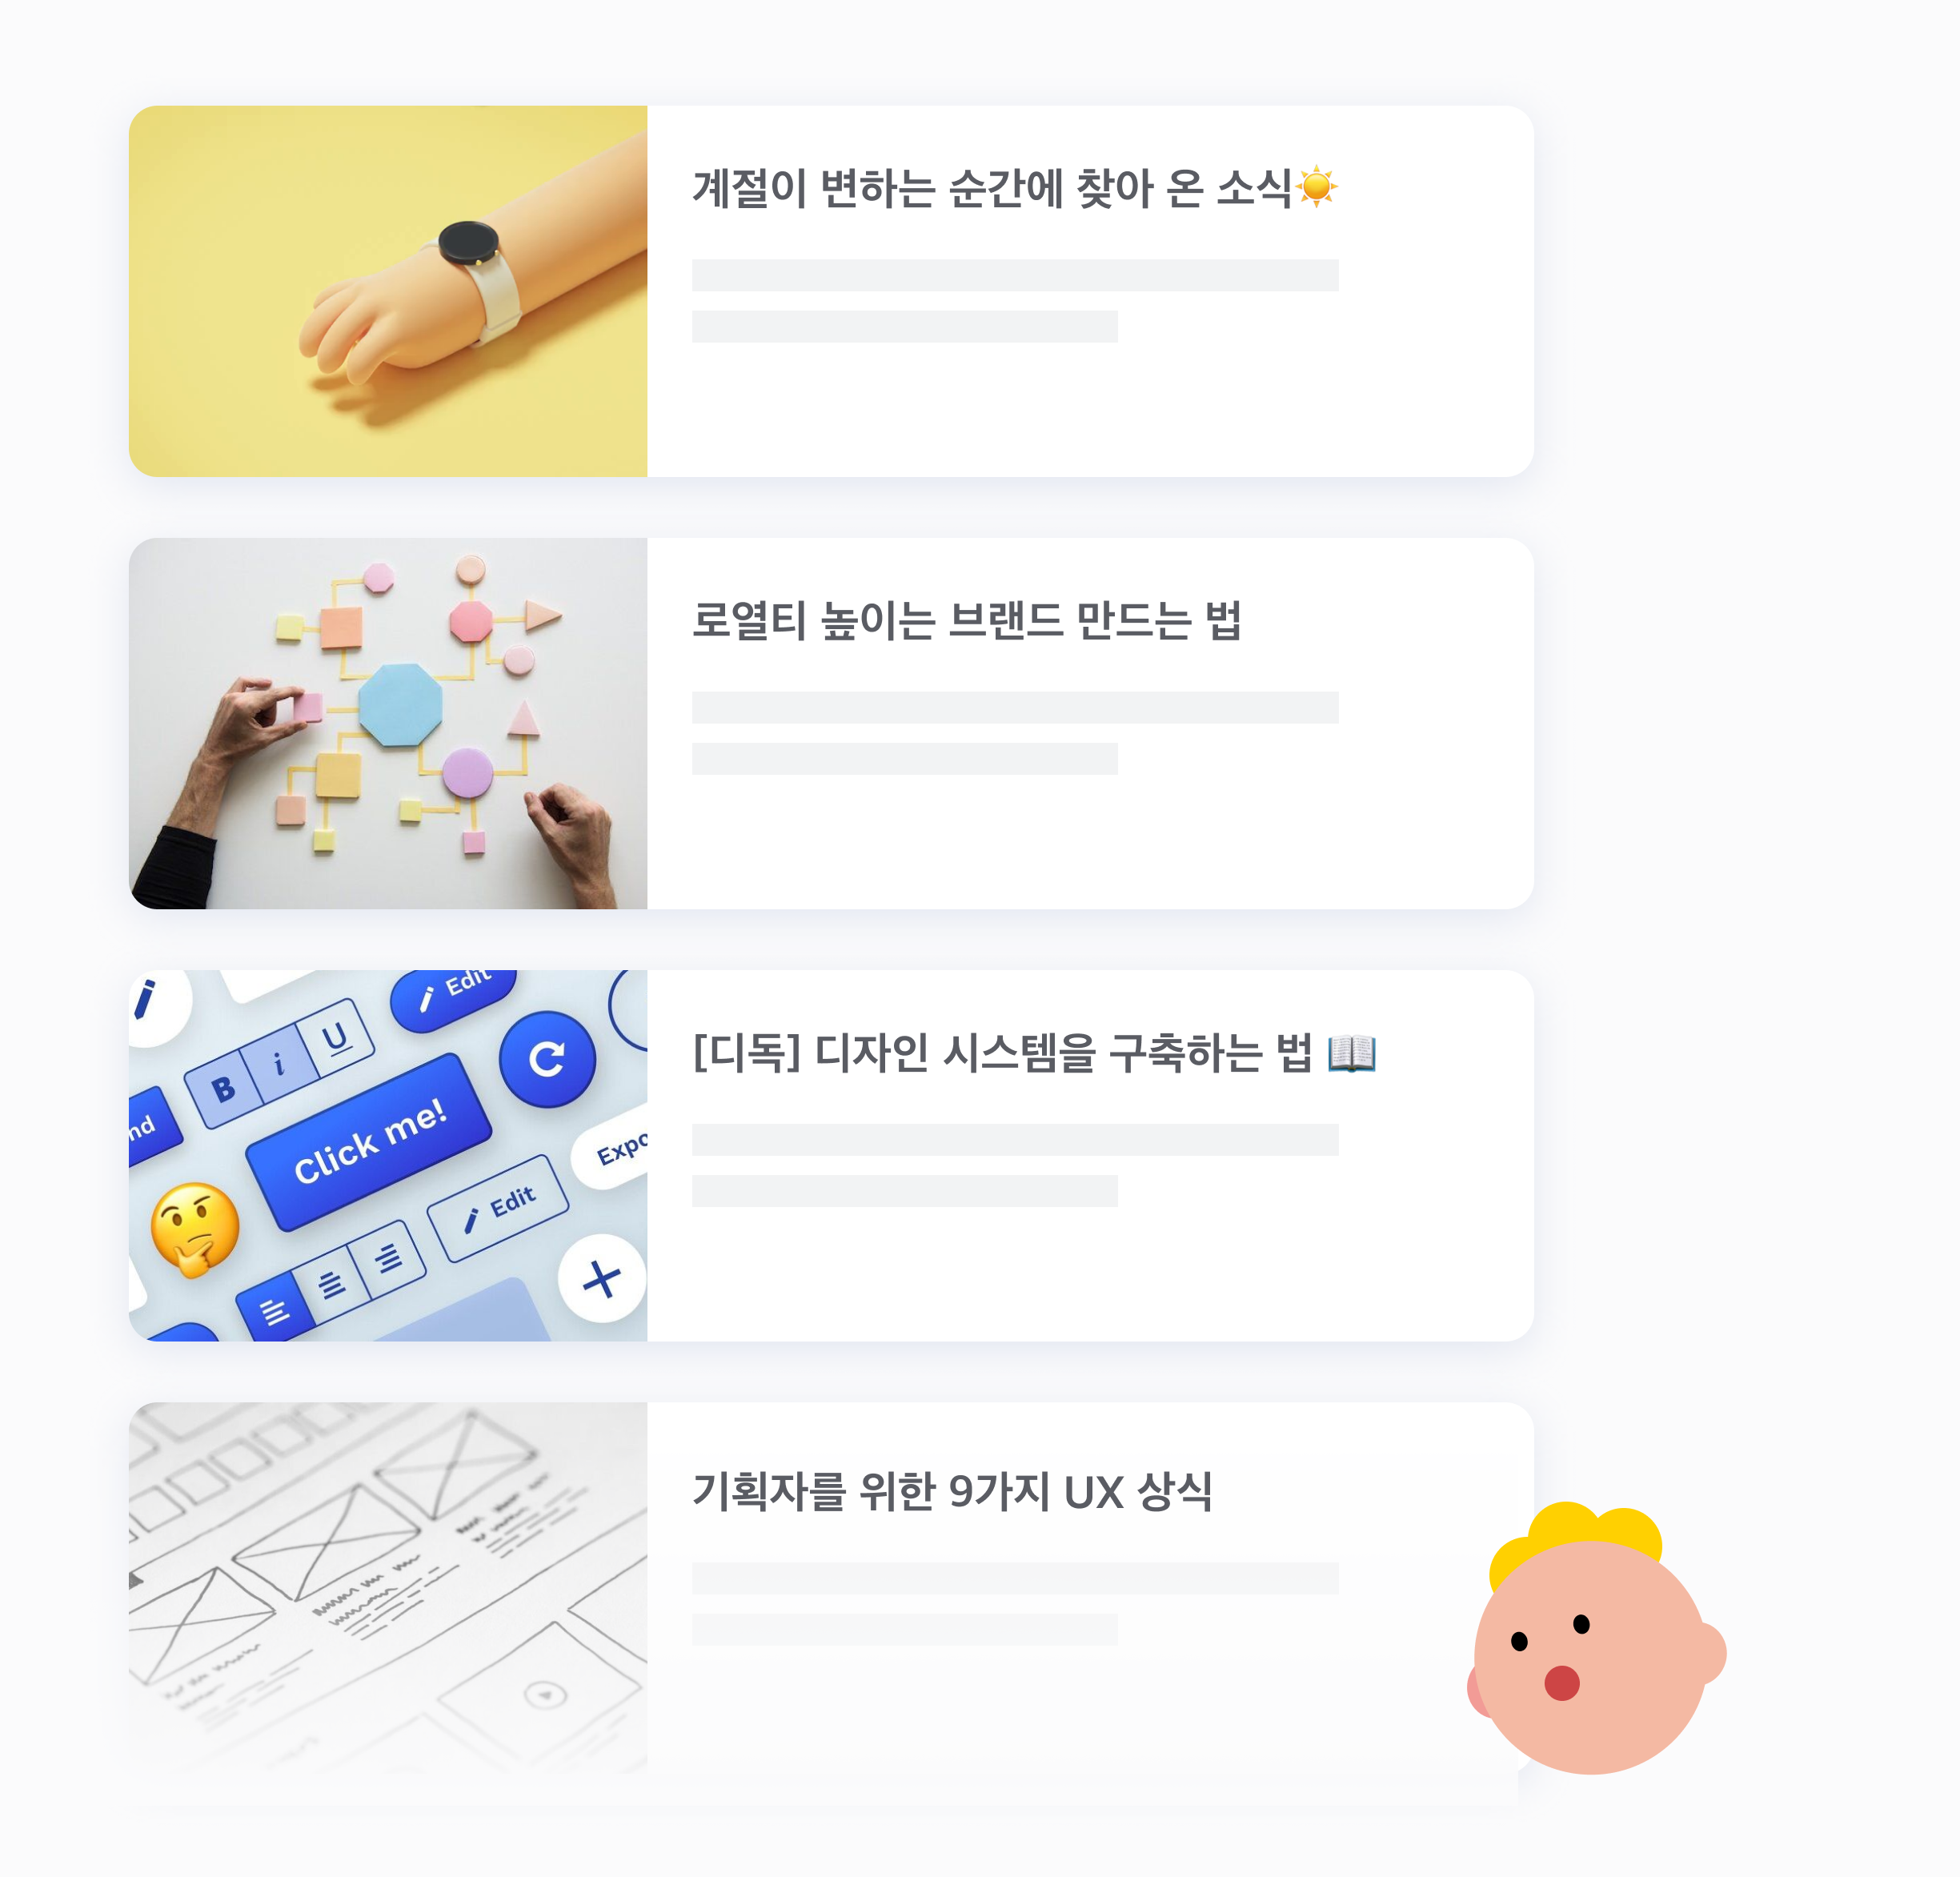 계절이 변하는 순간에 찾아 온 소식☀️
로열티 높이는 브랜드 만드는 법
Edit
B i U
nd
Click me!
Expo
Edit
[디독] 디자인 시스템을 구축하는 법 📖
기획자를 위한 9가지 UX 상식